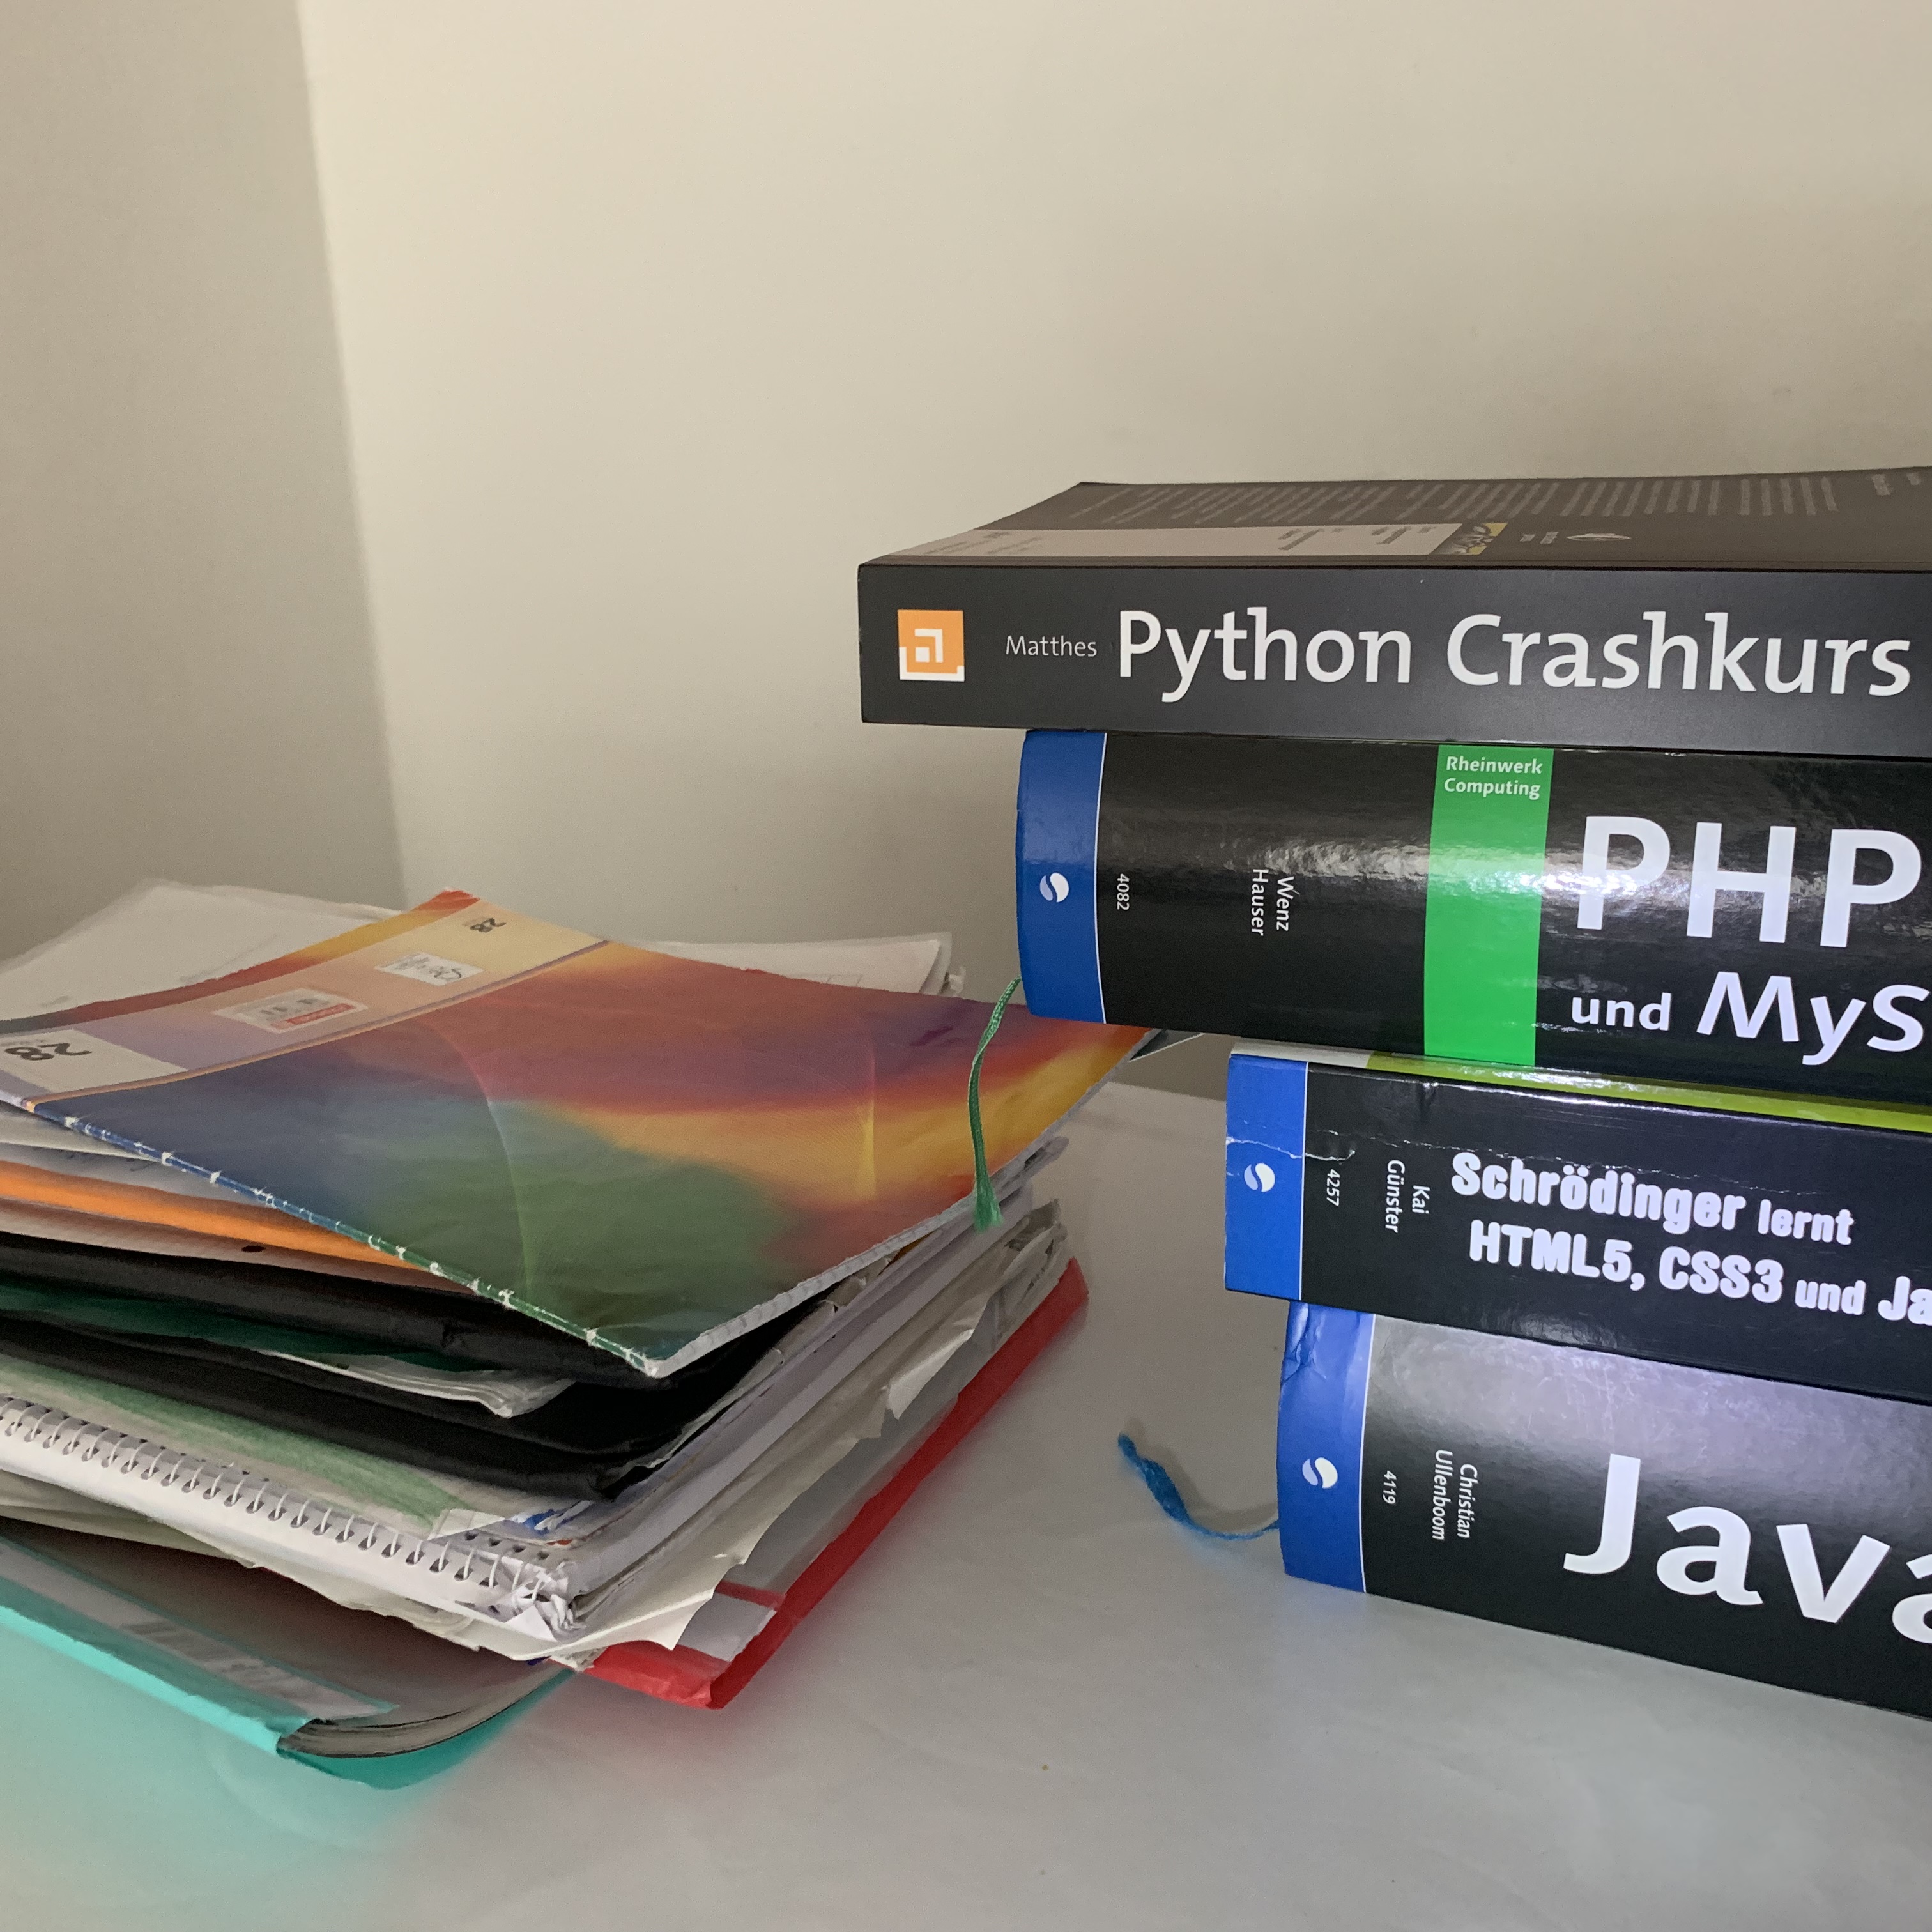 Matthes Python Crashkurs
4082
Wenz
Hauser
Rheinwerk
Computing
PHP
und MyS
4257
Kai
Günster
Schrödinger lernt
HTML5, CSS3 und Ja
4119
Christian
Ullenboom
Java
28
28